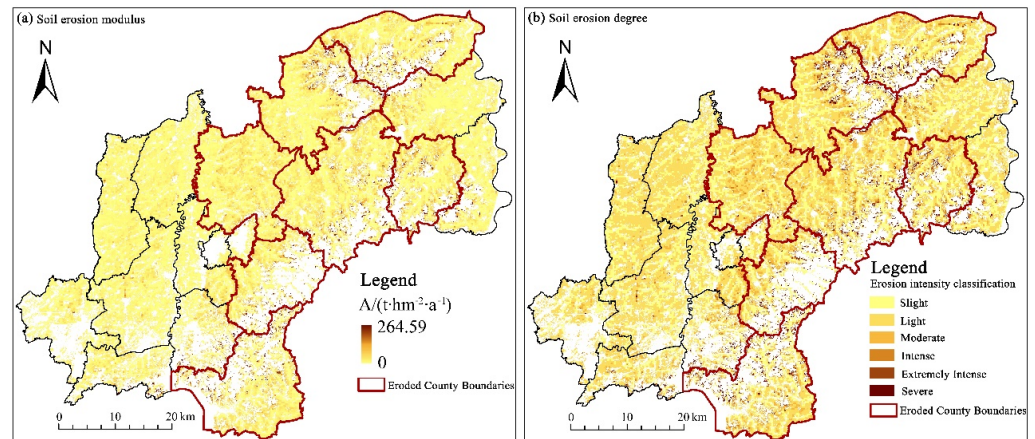 (a) Soil erosion modulus
N
Legend
A/(t·hm⁻²·a⁻¹)
264.59
0
Eroded County Boundaries
0 10 20 km
(b) Soil erosion degree
N
Legend
Erosion intensity classification
Slight
Light
Moderate
Intense
Extremely Intense
Severe
Eroded County Boundaries
0 10 20 km